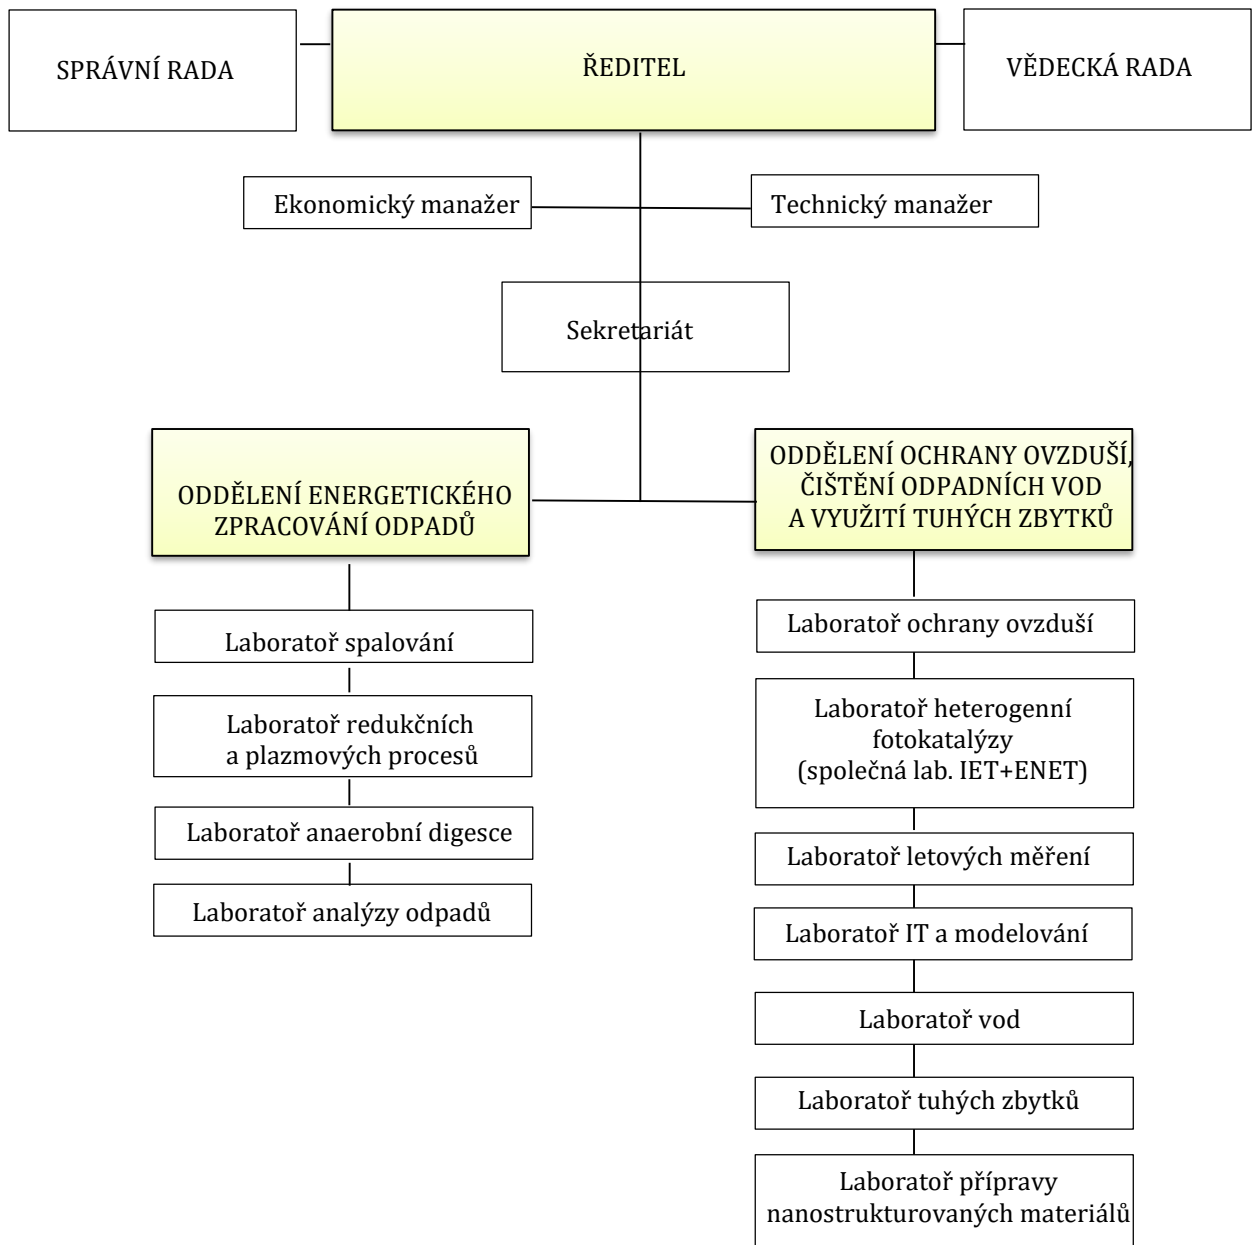 SPRÁVNÍ RADA
ŘEDITEL
VĚDECKÁ RADA
Ekonomický manažer
Technický manažer
Sekretariát
ODDĚLENÍ ENERGETICKÉHO
ZPRACOVÁNÍ ODPADŮ
Laboratoř spalování
Laboratoř redukčních
a plazmových procesů
Laboratoř anaerobní digesce
Laboratoř analýzy odpadů
ODDĚLENÍ OCHRANY OVZDUŠÍ,
ČIŠTĚNÍ ODPADNÍCH VOD
A VYUŽITÍ TUHÝCH ZBYTKŮ
Laboratoř ochrany ovzduší
Laboratoř heterogenní
fotokatalýzy
(společná lab. IET+ENET)
Laboratoř letových měření
Laboratoř IT a modelování
Laboratoř vod
Laboratoř tuhých zbytků
Laboratoř přípravy
nanostrukturovaných materiálů